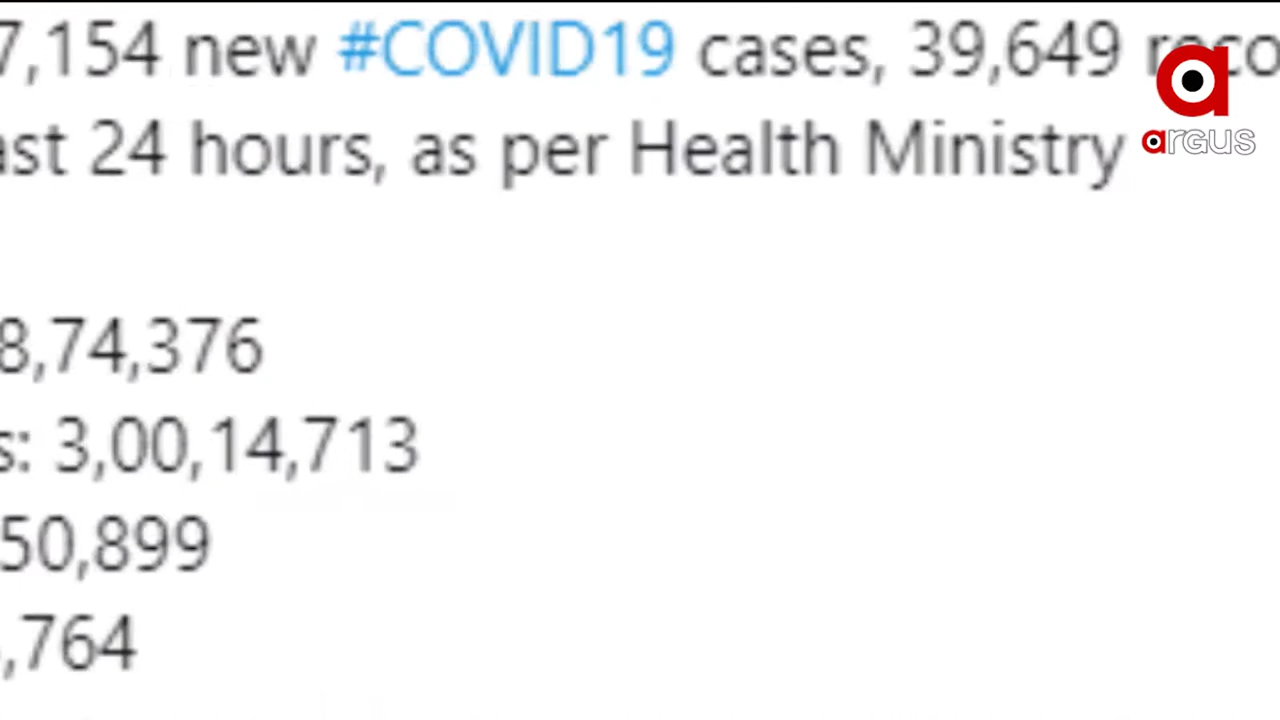 7,154 new #COVID19 cases, 39,649
ast 24 hours, as per Health Ministry
8,74,376
s: 3,00,14,713
50,899
,764
argus